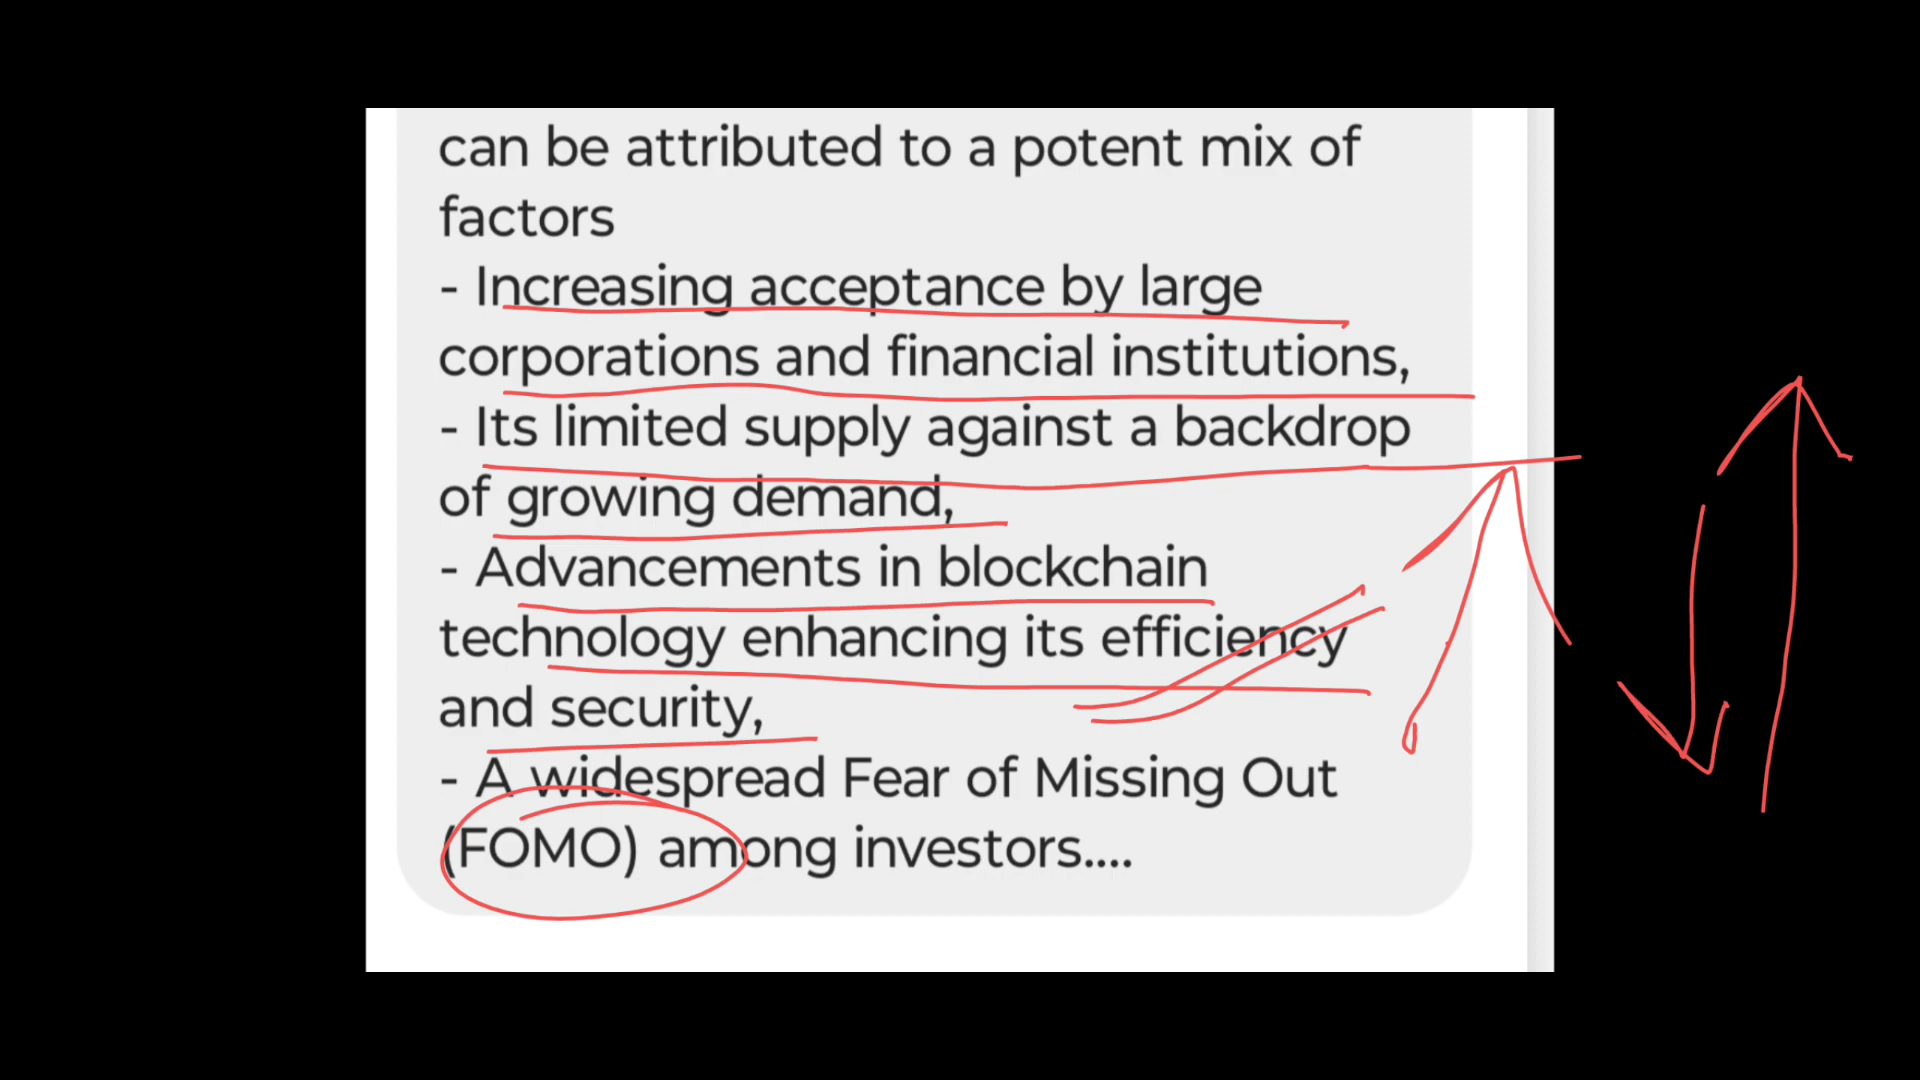 can be attributed to a potent mix of
factors
- Increasing acceptance by large
corporations and financial institutions,
- Its limited supply against a backdrop
of growing demand,
- Advancements in blockchain
technology enhancing its efficiency
and security,
- A widespread Fear of Missing Out
(FOMO) among investors....